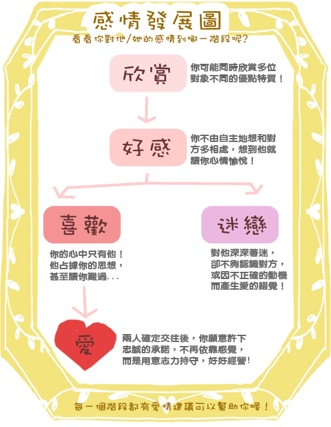 感情發展圖
看看你對他/她的感情到哪一階段呢?
欣賞
你可能同時欣賞多位
對象不同的優點特質！
好感
你不由自主地想和對
方多相處，想到他就
讓你心情愉悅！
喜歡
你的心中只有他！
他占據你的思想，
甚至讓你難過...
迷戀
對他深深著迷，
卻不夠認識對方，
或因不正確的動機
而產生愛的錯覺！
愛
兩人確定交往後，你願意許下
忠誠的承諾，不再依靠感覺，
而是用意志力持守，好好經營!
每一個階段都有愛情建議可以幫助你喔！